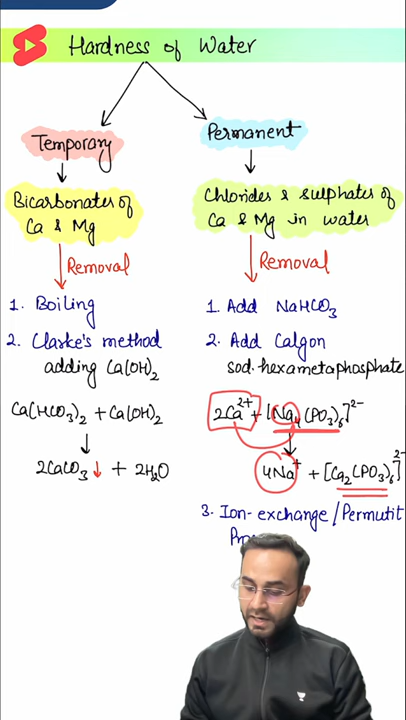 Hardness of Water
Temporary
Bicarbonates of
Ca & Mg
Removal
1. Boiling
2. Clarke's method
adding Ca(OH)₂
Ca(HCO₃)₂ + Ca(OH)₂
↓
2CaCO₃ ↓ + 2H₂O
Permanent
Chlorides & sulphates of
Ca & Mg in water
Removal
1. Add NaHCO₃
2. Add Calgon
sod. hexametaphosphate
2Ca²⁺ + [Na₄(PO₃)₆]²⁻
↓
4Na⁺ + [Ca₂(PO₃)₆]²⁻
3. Ion-exchange / Permutit